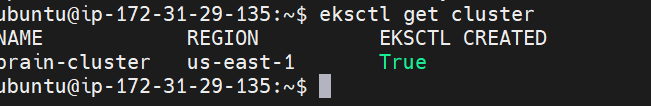 ubuntu@ip-172-31-29-135:~$ eksctl get cluster
NAME REGION EKSCTL CREATED
brain-cluster us-east-1 True
ubuntu@ip-172-31-29-135:~$